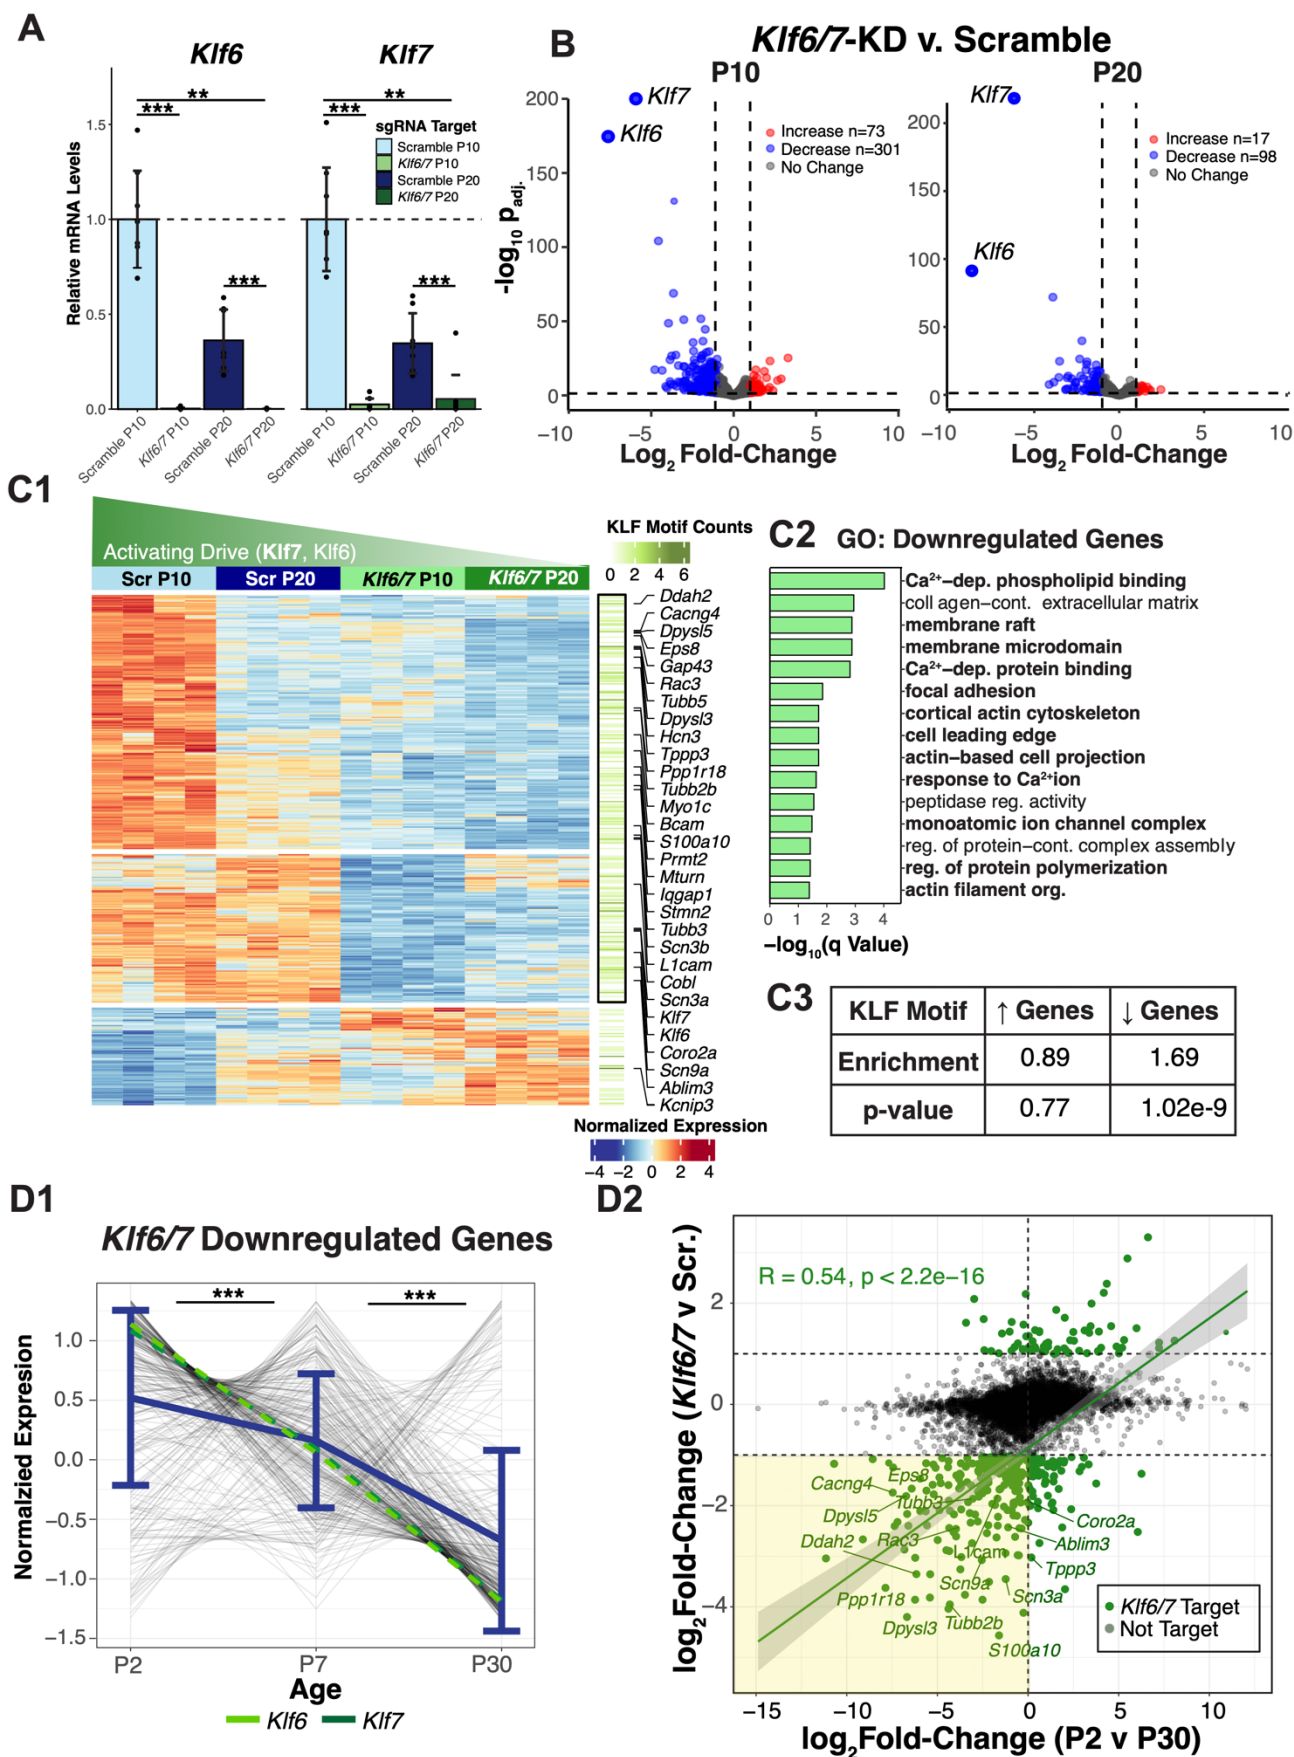 A
Klf6
Klf7
**
***
**
***
***
***
sgRNA Target
Scramble P10
Klf6/7 P10
Scramble P20
Klf6/7 P20
Relative mRNA Levels
1.5
1.0
0.5
0.0
Scramble P10
Klf6/7 P10
Scramble P20
Klf6/7 P20
Scramble P10
Klf6/7 P10
Scramble P20
Klf6/7 P20
B
Klf6/7-KD v. Scramble
P10
P20
-log10 padj.
200
150
100
50
0
Klf7
Klf6
Increase n=73
Decrease n=301
No Change
−10
−5
0
5
10
Log2 Fold-Change
200
150
100
50
0
Klf7
Klf6
Increase n=17
Decrease n=98
No Change
−10
−5
0
5
10
Log2 Fold-Change
C1
Activating Drive (Klf7, Klf6)
Scr P10
Scr P20
Klf6/7 P10
Klf6/7 P20
KLF Motif Counts
0 2 4 6
Ddah2
Cacng4
Dpysl5
Eps8
Gap43
Rac3
Tubb5
Dpysl3
Hcn3
Tppp3
Ppp1r18
Tubb2b
Myo1c
Bcam
S100a10
Prmt2
Mturn
Iqgap1
Stmn2
Tubb3
Scn3b
L1cam
Cobl
Scn3a
Klf7
Klf6
Coro2a
Scn9a
Ablim3
Kcnip3
Normalized Expression
−4 −2 0 2 4
C2 GO: Downregulated Genes
Ca2+−dep. phospholipid binding
coll agen−cont. extracellular matrix
membrane raft
membrane microdomain
Ca2+−dep. protein binding
focal adhesion
cortical actin cytoskeleton
cell leading edge
actin−based cell projection
response to Ca2+ion
peptidase reg. activity
monoatomic ion channel complex
reg. of protein−cont. complex assembly
reg. of protein polymerization
actin filament org.
0 1 2 3 4
−log10(q Value)
C3
KLF Motif ↑ Genes ↓ Genes
Enrichment 0.89 1.69
p-value 0.77 1.02e-9
D1
Klf6/7 Downregulated Genes
***
***
Normalzied Expresion
1.0
0.5
0.0
−0.5
−1.0
−1.5
P2
P7
P30
Age
Klf6
Klf7
D2
log2Fold-Change (Klf6/7 v Scr.)
R = 0.54, p < 2.2e−16
2
0
−2
−4
Cacng4
Eps8
Dpysl5
Tubb3
Ddah2
Rac3
L1cam
Coro2a
Ablim3
Tppp3
Scn9a
Scn3a
Ppp1r18
Dpysl3
Tubb2b
S100a10
Klf6/7 Target
Not Target
−15
−10
−5
0
5
10
log2Fold-Change (P2 v P30)